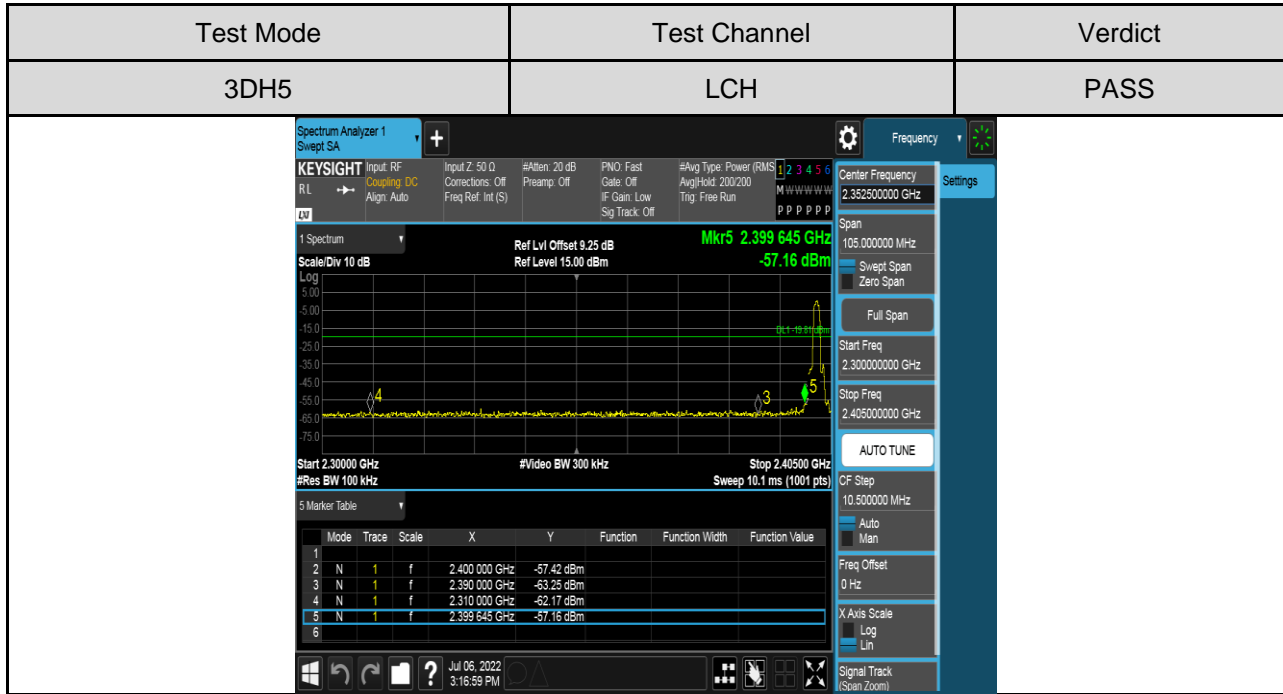 Test Mode Test Channel Verdict
3DH5 LCH PASS
Spectrum Analyzer 1
Swept SA
+
Frequency
KEYSIGHT Input: RF Input Z: 50 Ω #Atten: 20 dB PNO: Fast #Avg Type: Power (RMS 1 2 3 4 5 6
RL Coupling: DC Corrections: Off Preamp: Off Gate: Off Avg|Hold: 200/200 M W W W W W
Align: Auto Freq Ref: Int (S) IF Gain: Low Trig: Free Run
LXI Sig Track: Off P P P P P P
1 Spectrum Ref Lvl Offset 9.25 dB Mkr5 2.399 645 GHz
Scale/Div 10 dB Ref Level 15.00 dBm -57.16 dBm
Log
5.00
-5.00
-15.0 DL1 -19.81 dBm
-25.0
-35.0
-45.0
-55.0
-65.0
-75.0
4 3 5
Start 2.30000 GHz #Video BW 300 kHz Stop 2.40500 GHz
#Res BW 100 kHz Sweep 10.1 ms (1001 pts)
5 Marker Table
Mode Trace Scale X Y Function Function Width Function Value
1
2 N 1 f 2.400 000 GHz -57.42 dBm
3 N 1 f 2.390 000 GHz -63.25 dBm
4 N 1 f 2.310 000 GHz -62.17 dBm
5 N 1 f 2.399 645 GHz -57.16 dBm
6
? Jul 06, 2022
3:16:59 PM
Center Frequency
2.352500000 GHz
Settings
Span
105.000000 MHz
Swept Span
Zero Span
Full Span
Start Freq
2.300000000 GHz
Stop Freq
2.405000000 GHz
AUTO TUNE
CF Step
10.500000 MHz
Auto
Man
Freq Offset
0 Hz
X Axis Scale
Log
Lin
Signal Track
(Span Zoom)